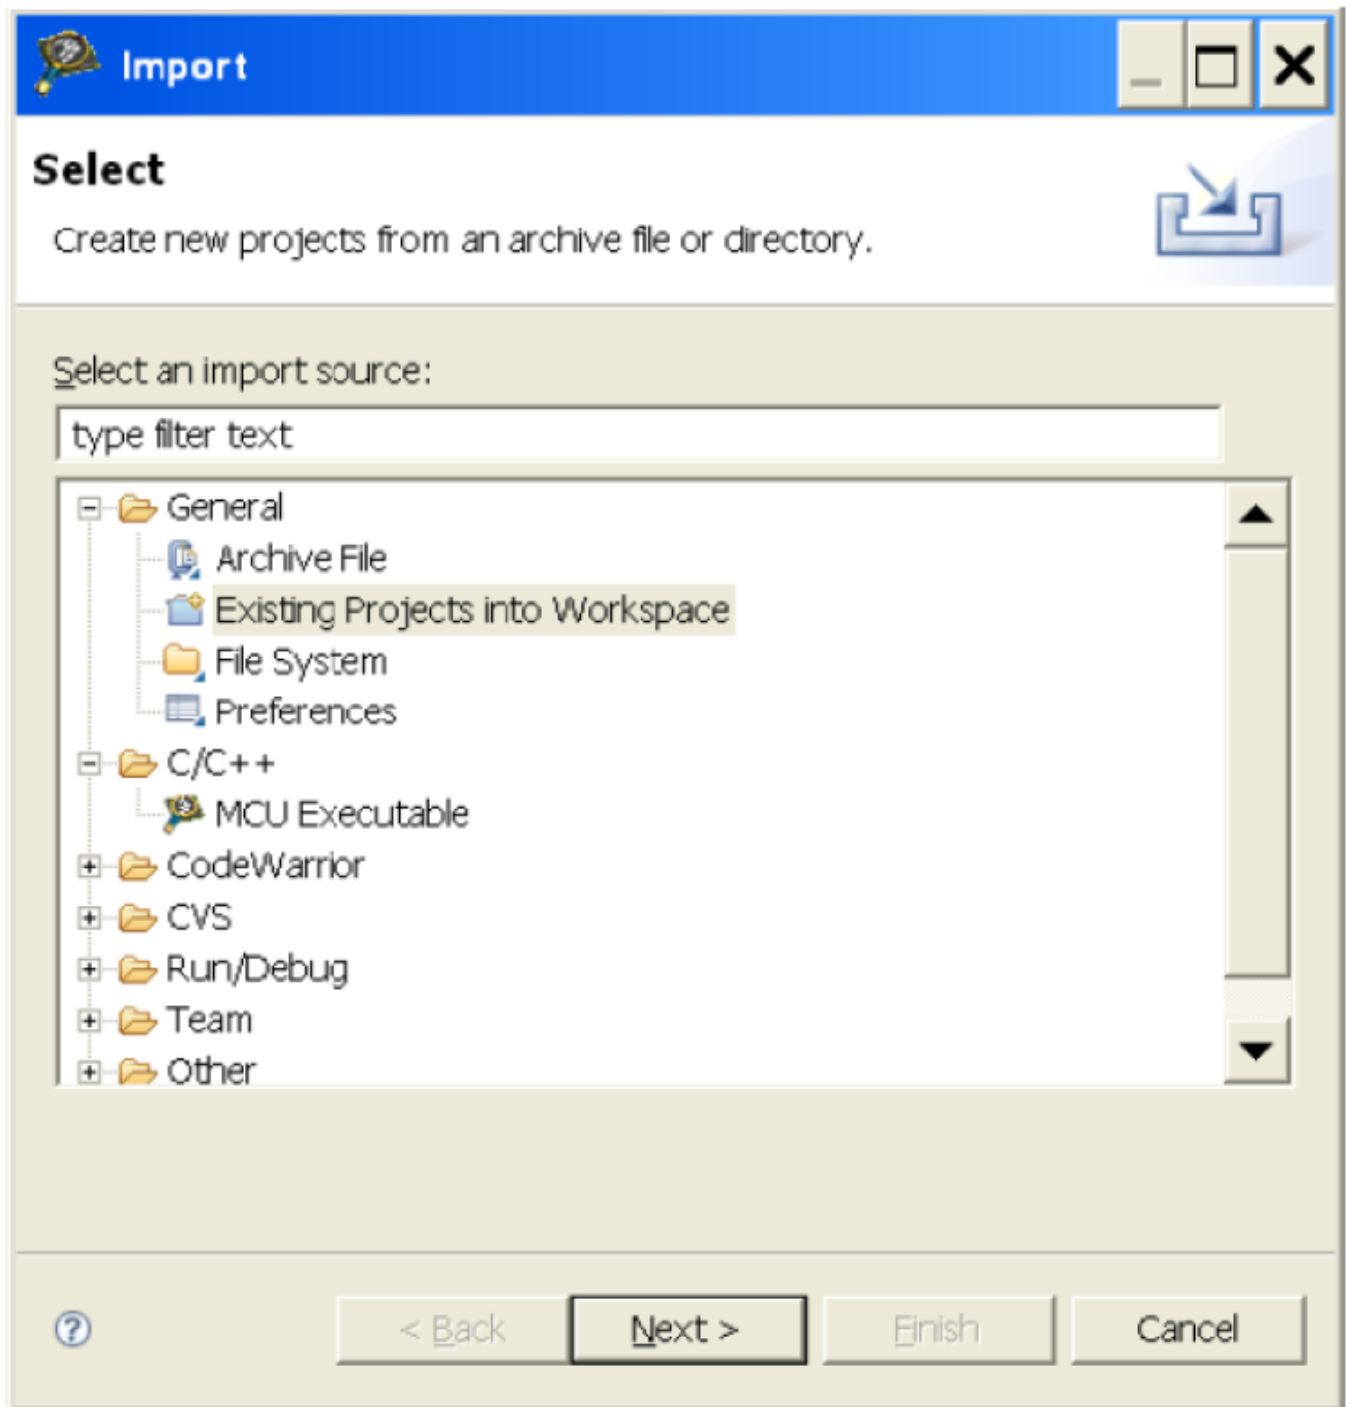 Import
Select
Create new projects from an archive file or directory.
Select an import source:
type filter text
General
Archive File
Existing Projects into Workspace
File System
Preferences
C/C++
MCU Executable
CodeWarrior
CVS
Run/Debug
Team
Other
< Back Next > Finish Cancel